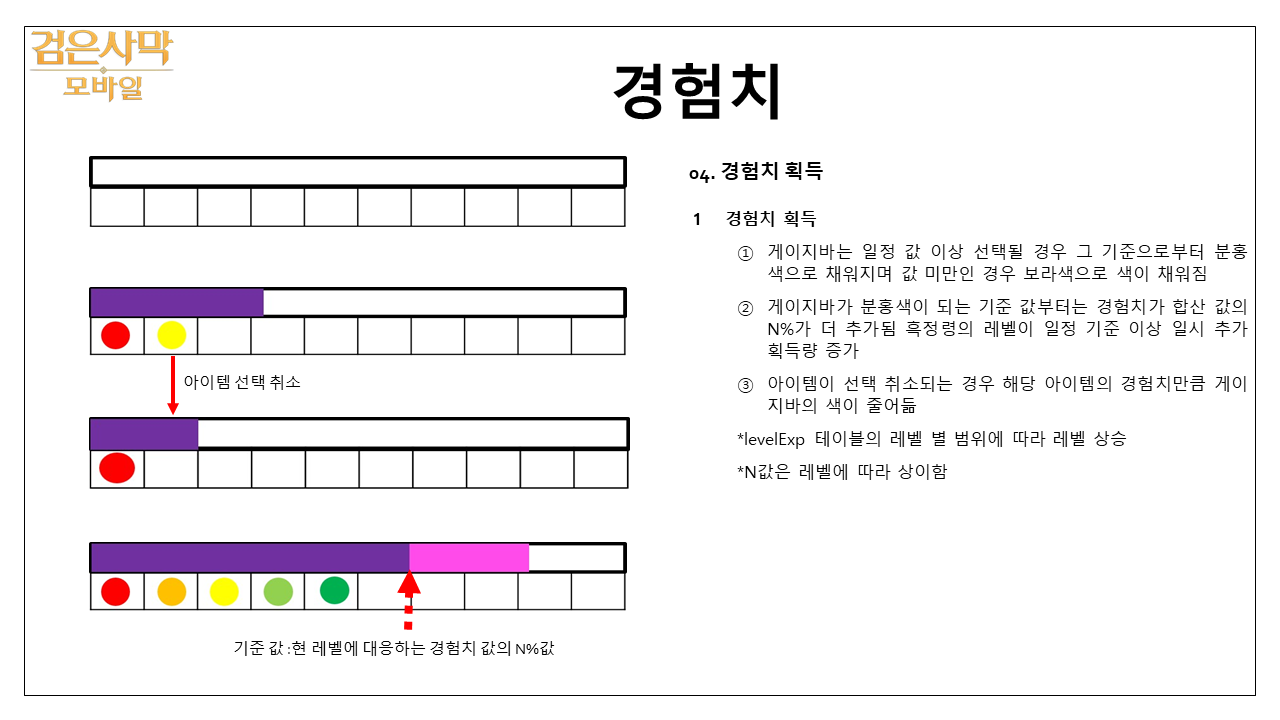 검은사막
모바일
경험치
04. 경험치 획득
1 경험치 획득
① 게이지바는 일정 값 이상 선택될 경우 그 기준으로부터 분홍
색으로 채워지며 값 미만인 경우 보라색으로 색이 채워짐
② 게이지바가 분홍색이 되는 기준 값부터는 경험치가 합산 값의
N%가 더 추가됨 흑정령의 레벨이 일정 기준 이상 일시 추가
획득량 증가
③ 아이템이 선택 취소되는 경우 해당 아이템의 경험치만큼 게이
지바의 색이 줄어듦
*levelExp 테이블의 레벨 별 범위에 따라 레벨 상승
*N값은 레벨에 따라 상이함
아이템 선택 취소
기준 값 :현 레벨에 대응하는 경험치 값의 N%값